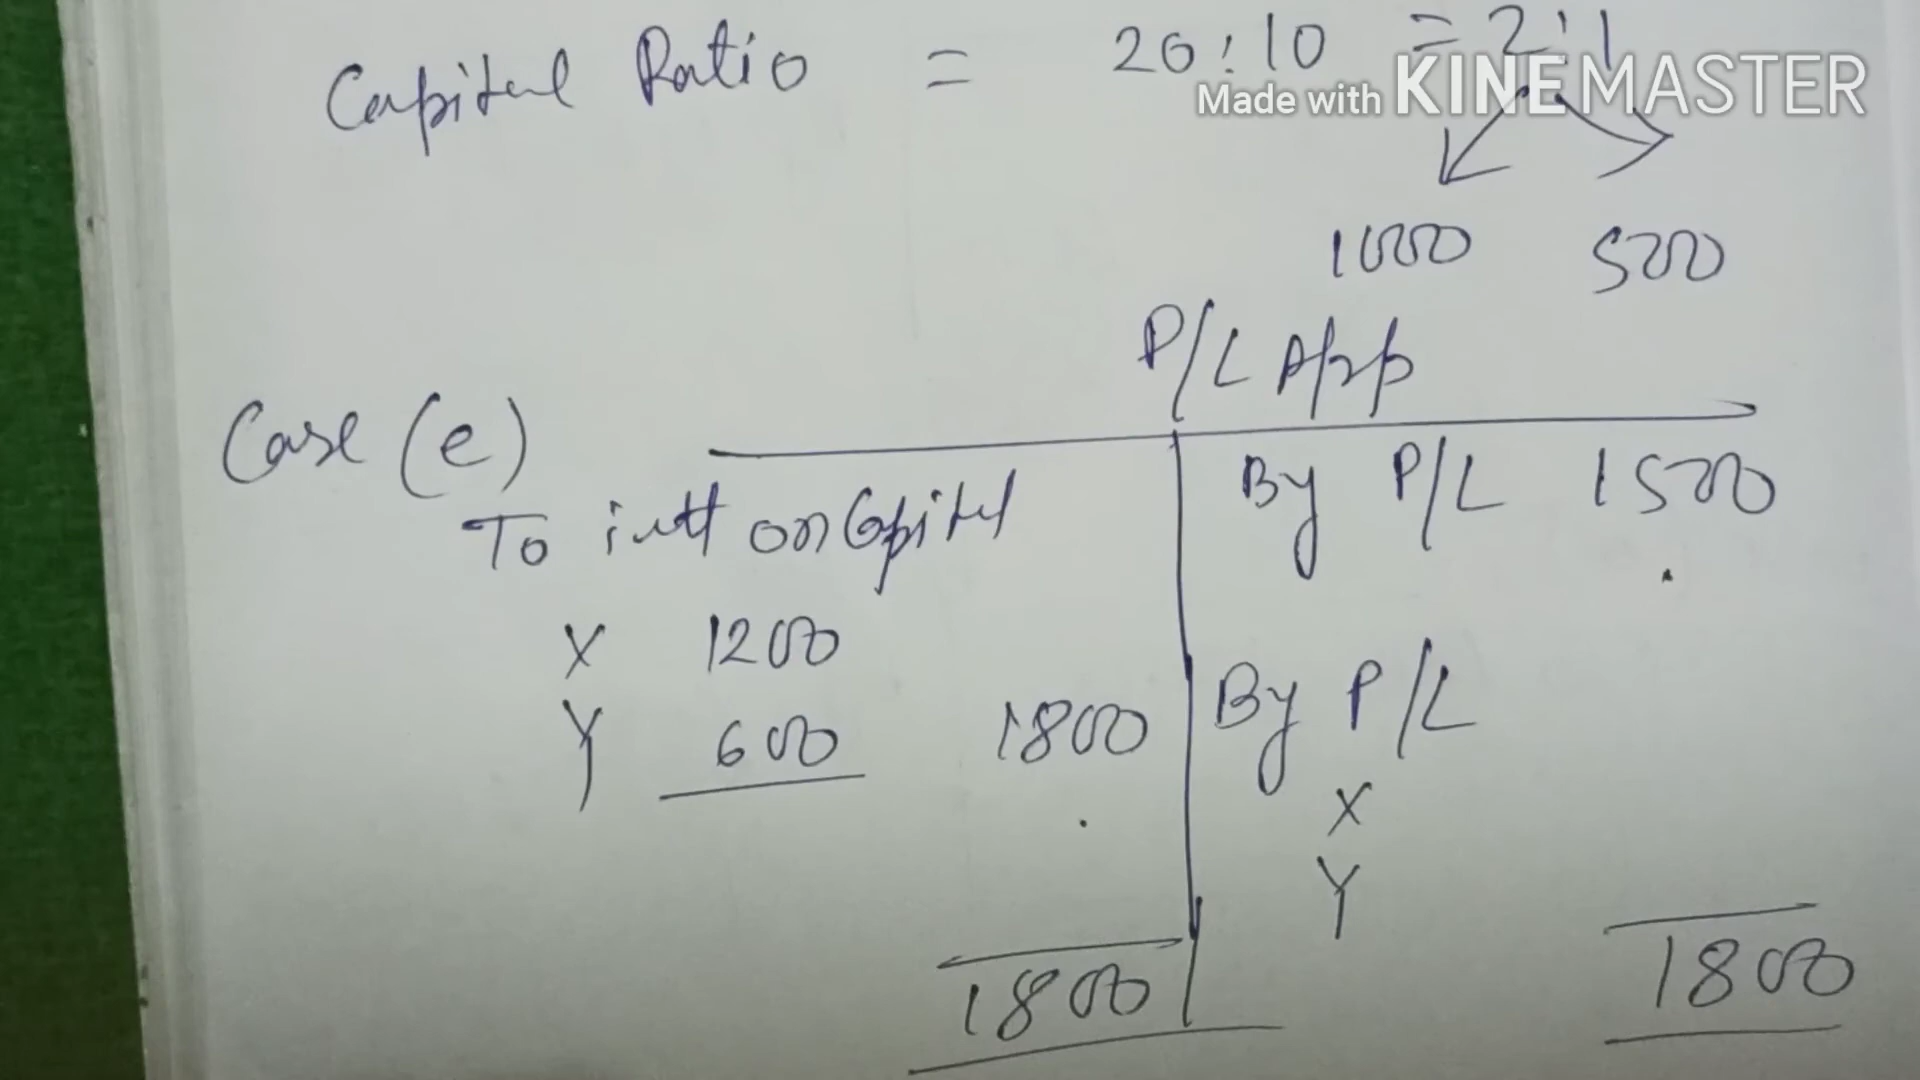 Capital Ratio = 20:10 = 2:1
Made with KINEMASTER
1000 500
P/L App
Case (e)
To intt on Capital
By P/L 1500
X 1200
Y 600 1800
By P/L
X
Y
1800 1800